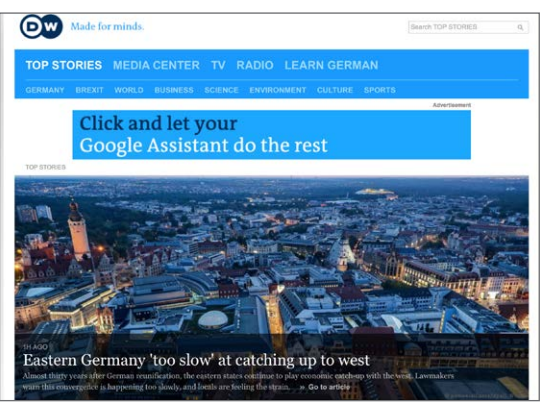 DW Made for minds.
Search TOP STORIES
TOP STORIES MEDIA CENTER TV RADIO LEARN GERMAN
GERMANY BREXIT WORLD BUSINESS SCIENCE ENVIRONMENT CULTURE SPORTS
Advertisement
Click and let your
Google Assistant do the rest
TOP STORIES
1H AGO
Eastern Germany 'too slow' at catching up to west
Almost thirty years after German reunification, the eastern states continue to play economic catch-up with the west. Lawmakers
warn this convergence is happening too slowly, and locals are feeling the strain. » Go to article